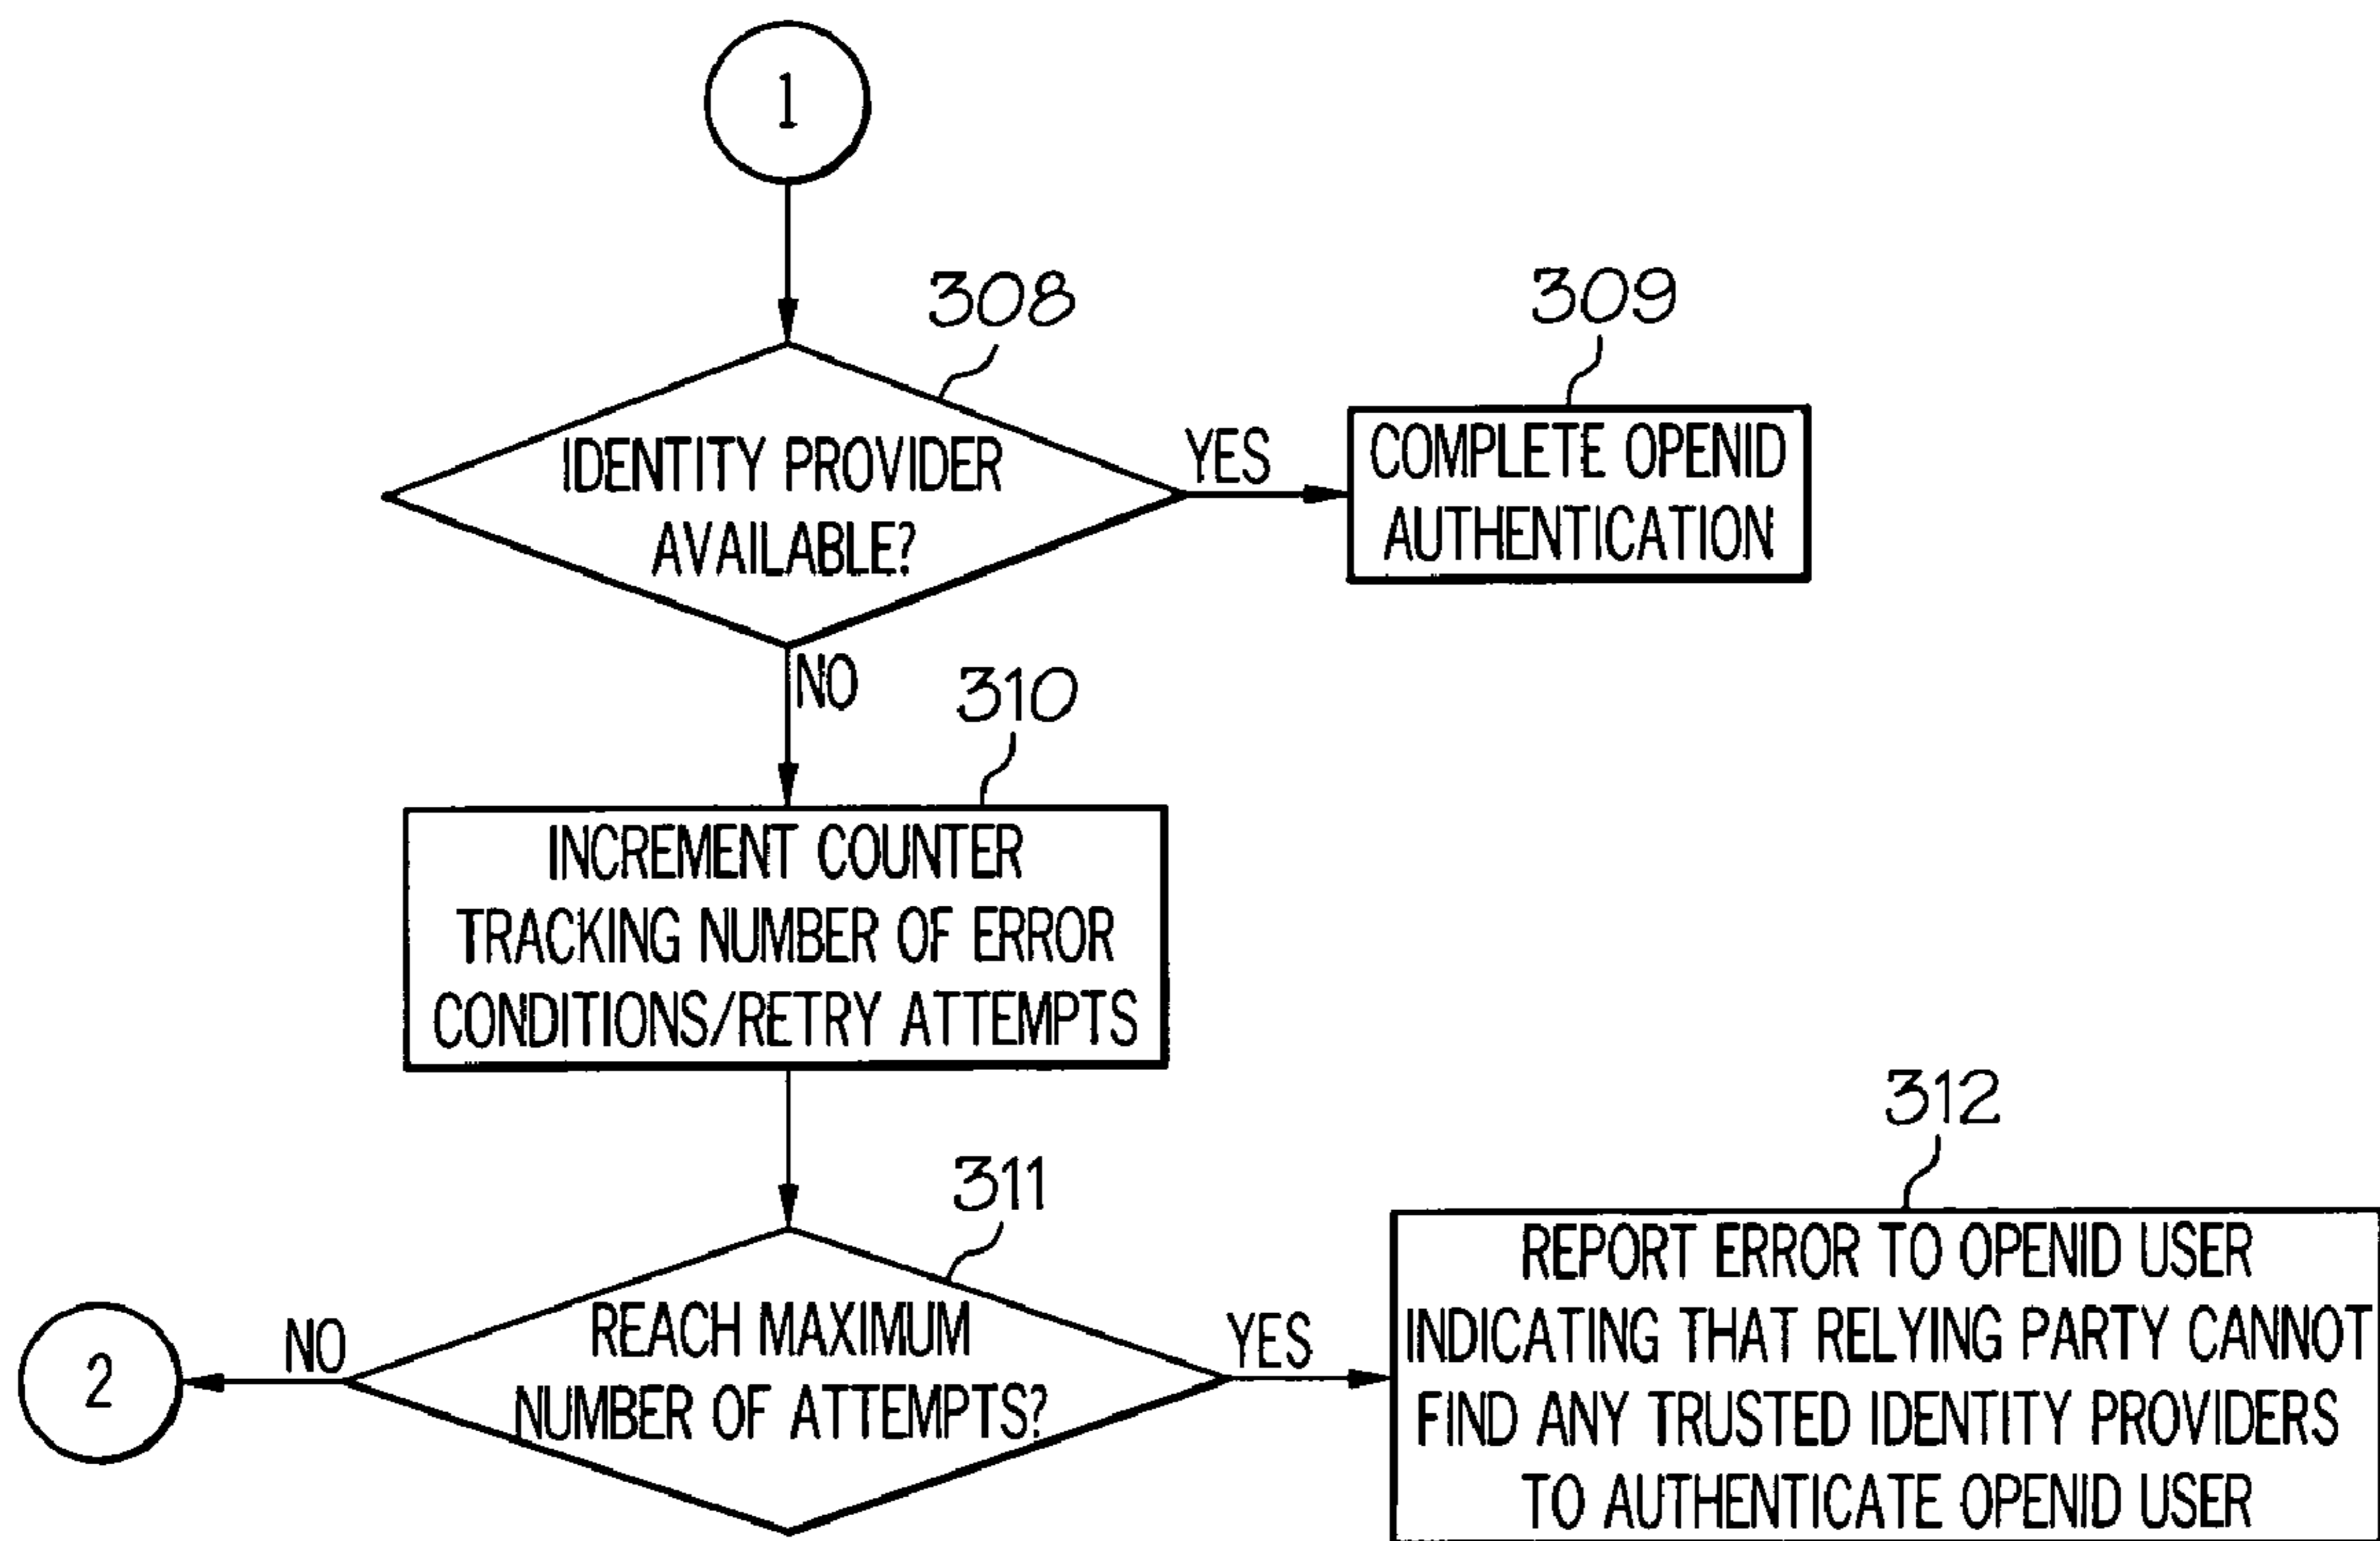 1
308
309
IDENTITY PROVIDER
AVAILABLE?
YES
COMPLETE OPENID
AUTHENTICATION
NO
310
INCREMENT COUNTER
TRACKING NUMBER OF ERROR
CONDITIONS/RETRY ATTEMPTS
311
312
REACH MAXIMUM
NUMBER OF ATTEMPTS?
NO
2
YES
REPORT ERROR TO OPENID USER
INDICATING THAT RELYING PARTY CANNOT
FIND ANY TRUSTED IDENTITY PROVIDERS
TO AUTHENTICATE OPENID USER